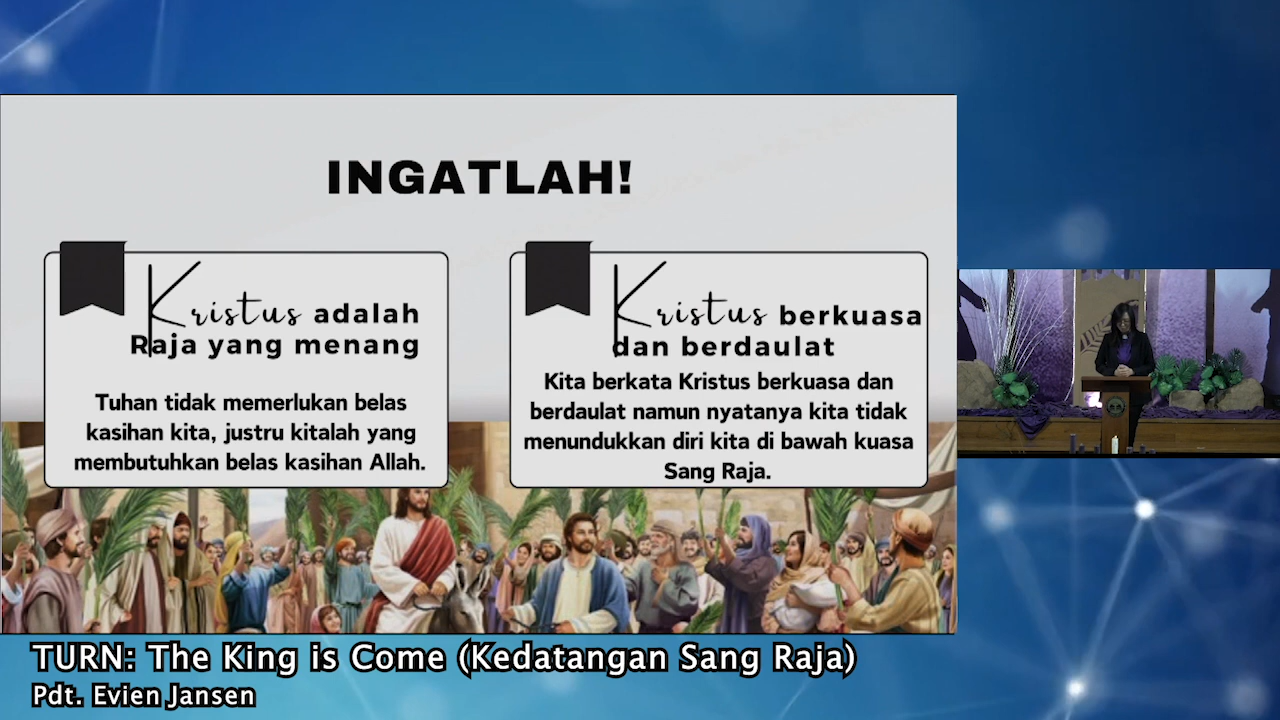 INGATLAH!
Kristus adalah
Raja yang menang
Tuhan tidak memerlukan belas
kasihan kita, justru kitalah yang
membutuhkan belas kasihan Allah.
Kristus berkuasa
dan berdaulat
Kita berkata Kristus berkuasa dan
berdaulat namun nyatanya kita tidak
menundukkan diri kita di bawah kuasa
Sang Raja.
TURN: The King is Come (Kedatangan Sang Raja)
Pdt. Evien Jansen